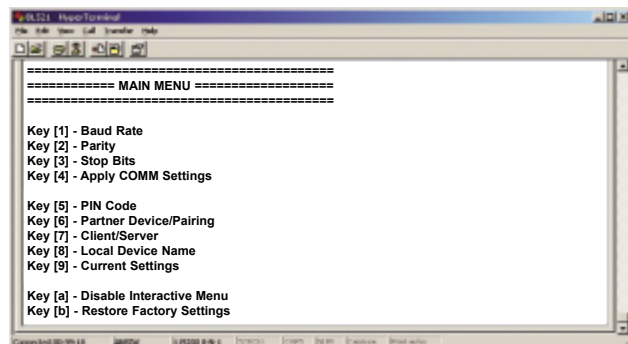 BL521 HyperTerminal
File Edit View Call Transfer Help
===========================================
============ MAIN MENU ===================
===========================================
Key [1] - Baud Rate
Key [2] - Parity
Key [3] - Stop Bits
Key [4] - Apply COMM Settings
Key [5] - PIN Code
Key [6] - Partner Device/Pairing
Key [7] - Client/Server
Key [8] - Local Device Name
Key [9] - Current Settings
Key [a] - Disable Interactive Menu
Key [b] - Restore Factory Settings